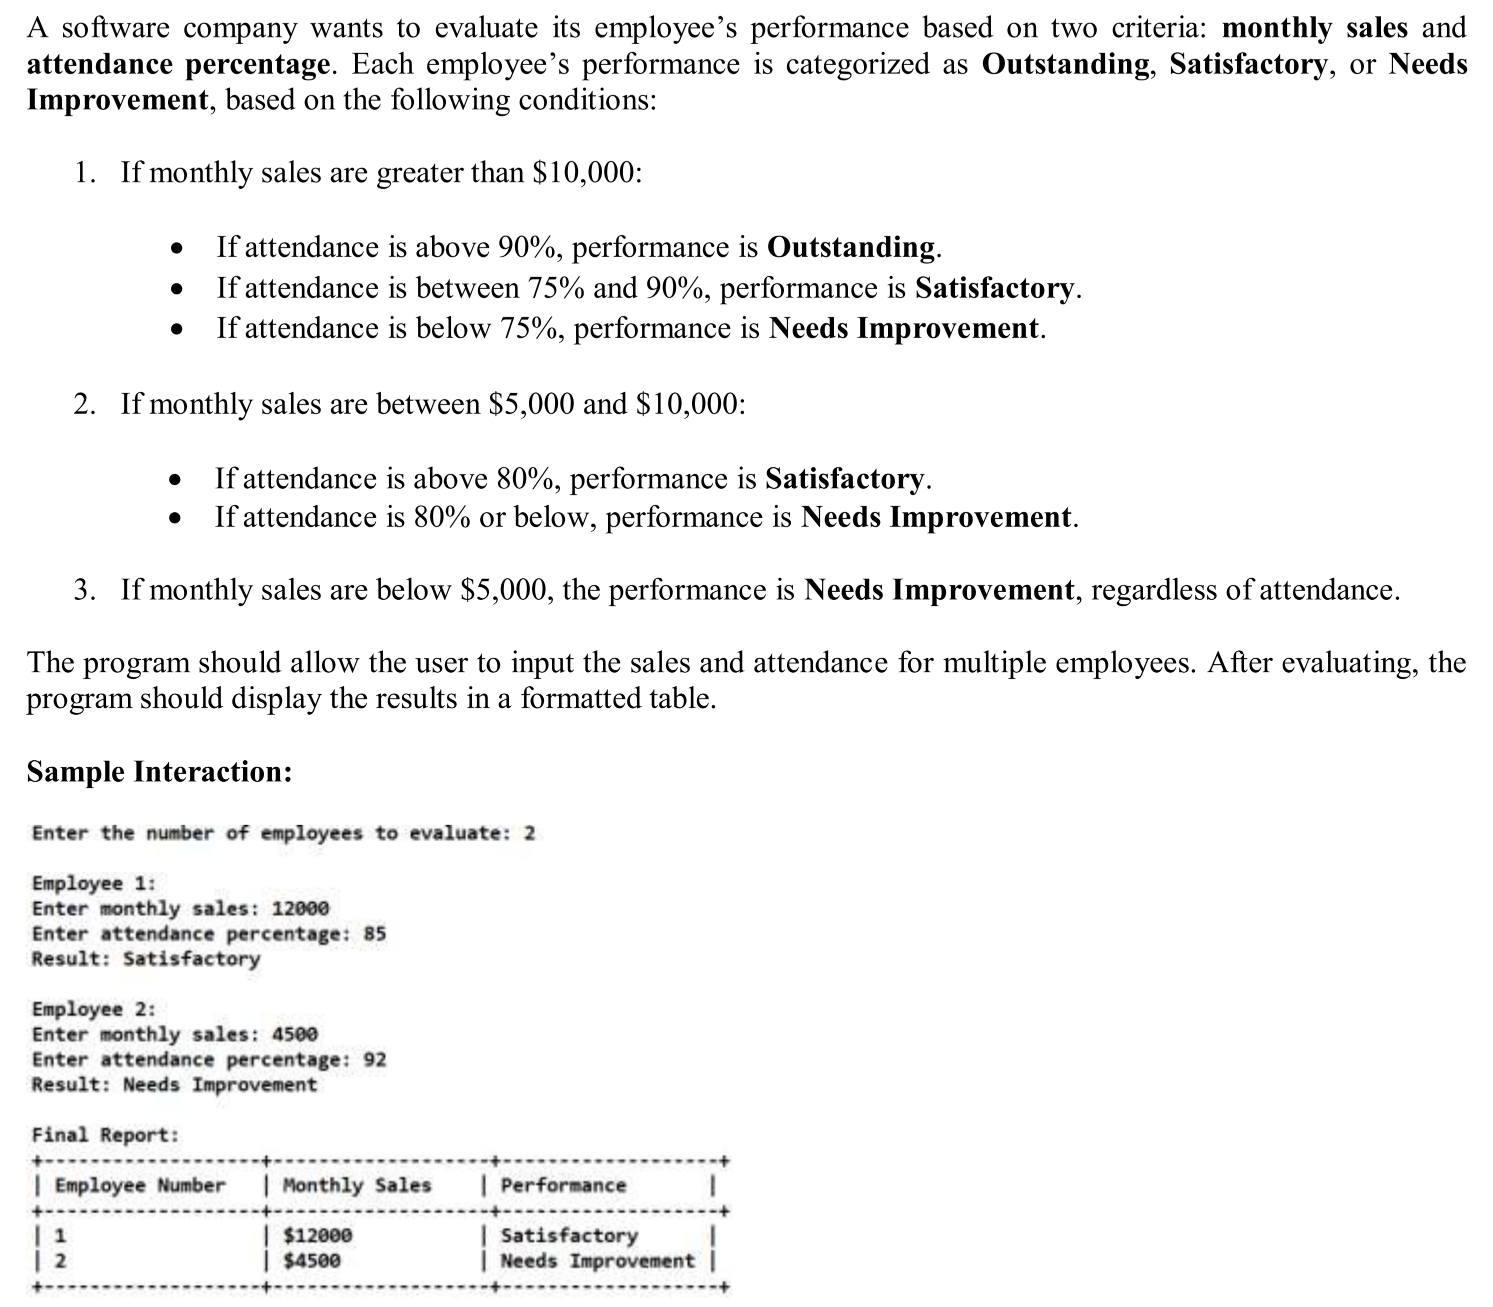 A software company wants to evaluate its employee’s performance based on two criteria: monthly sales and
attendance percentage. Each employee’s performance is categorized as Outstanding, Satisfactory, or Needs
Improvement, based on the following conditions:
1. If monthly sales are greater than $10,000:
• If attendance is above 90%, performance is Outstanding.
• If attendance is between 75% and 90%, performance is Satisfactory.
• If attendance is below 75%, performance is Needs Improvement.
2. If monthly sales are between $5,000 and $10,000:
• If attendance is above 80%, performance is Satisfactory.
• If attendance is 80% or below, performance is Needs Improvement.
3. If monthly sales are below $5,000, the performance is Needs Improvement, regardless of attendance.
The program should allow the user to input the sales and attendance for multiple employees. After evaluating, the
program should display the results in a formatted table.
Sample Interaction:
Enter the number of employees to evaluate: 2
Employee 1:
Enter monthly sales: 12000
Enter attendance percentage: 85
Result: Satisfactory
Employee 2:
Enter monthly sales: 4500
Enter attendance percentage: 92
Result: Needs Improvement
Final Report:
+-------------------+-------------------+-------------------+
| Employee Number | Monthly Sales | Performance |
+-------------------+-------------------+-------------------+
| 1 | $12000 | Satisfactory |
| 2 | $4500 | Needs Improvement |
+-------------------+-------------------+-------------------+